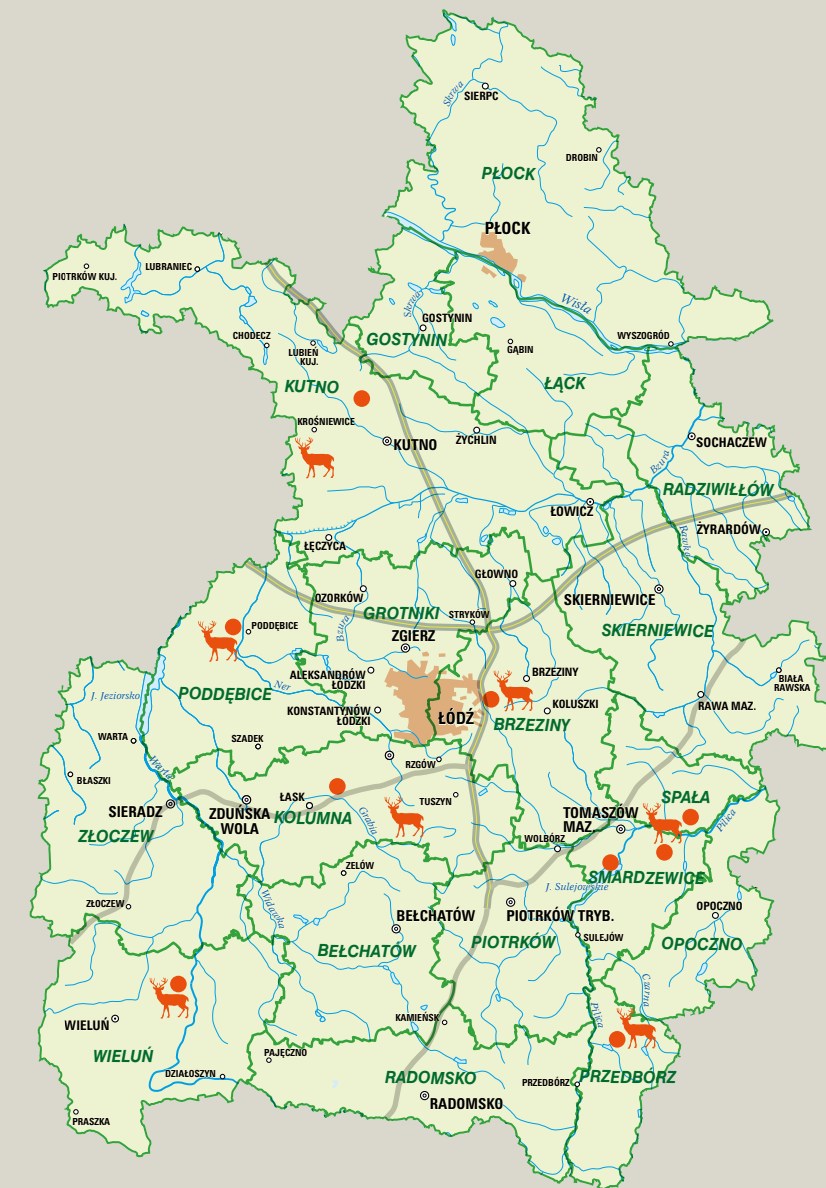 Skrwa
SIERPC
DROBIN
PŁOCK
PŁOCK
PIOTRKÓW KUJ.
LUBRANIEC
Skrwa
Wisła
GOSTYNIN
GOSTYNIN
GĄBIN
WYSZOGRÓD
CHODECZ
LUBIEŃ
KUJ.
KUTNO
ŁĄCK
KROŚNIEWICE
KUTNO
ŻYCHLIN
SOCHACZEW
Bzura
RADZIWIŁŁÓW
ŁOWICZ
ŻYRARDÓW
Rawka
ŁĘCZYCA
GŁOWNO
OZORKÓW
GROTNIKI
STRYKÓW
SKIERNIEWICE
SKIERNIEWICE
Bzura
ZGIERZ
PODDĘBICE
PODDĘBICE
Ner
ALEKSANDRÓW
ŁÓDZKI
KONSTANTYNÓW
ŁÓDZKI
ŁÓDŹ
BRZEZINY
KOLUSZKI
BRZEZINY
BIAŁA
RAWSKA
RAWA MAZ.
J. Jeziorsko
WARTA
Warta
SZADEK
RZGÓW
BŁASZKI
SIERADZ
ZŁOCZEW
ZDUŃSKA
WOLA
ŁASK
KOLUMNA
Grabia
TUSZYN
TOMASZÓW
MAZ.
SPAŁA
Pilica
WOLBÓRZ
ZELÓW
SMARDZEWICE
J. Sulejowskie
ZŁOCZEW
Widawka
BEŁCHATÓW
BEŁCHATÓW
PIOTRKÓW TRYB.
PIOTRKÓW
SULEJÓW
OPOCZNO
OPOCZNO
Czarna
Pilica
WIELUŃ
WIELUŃ
KAMIEŃSK
PAJĘCZNO
DZIAŁOSZYN
RADOMSKO
RADOMSKO
PRZEDBÓRZ
PRZEDBÓRZ
PRASZKA